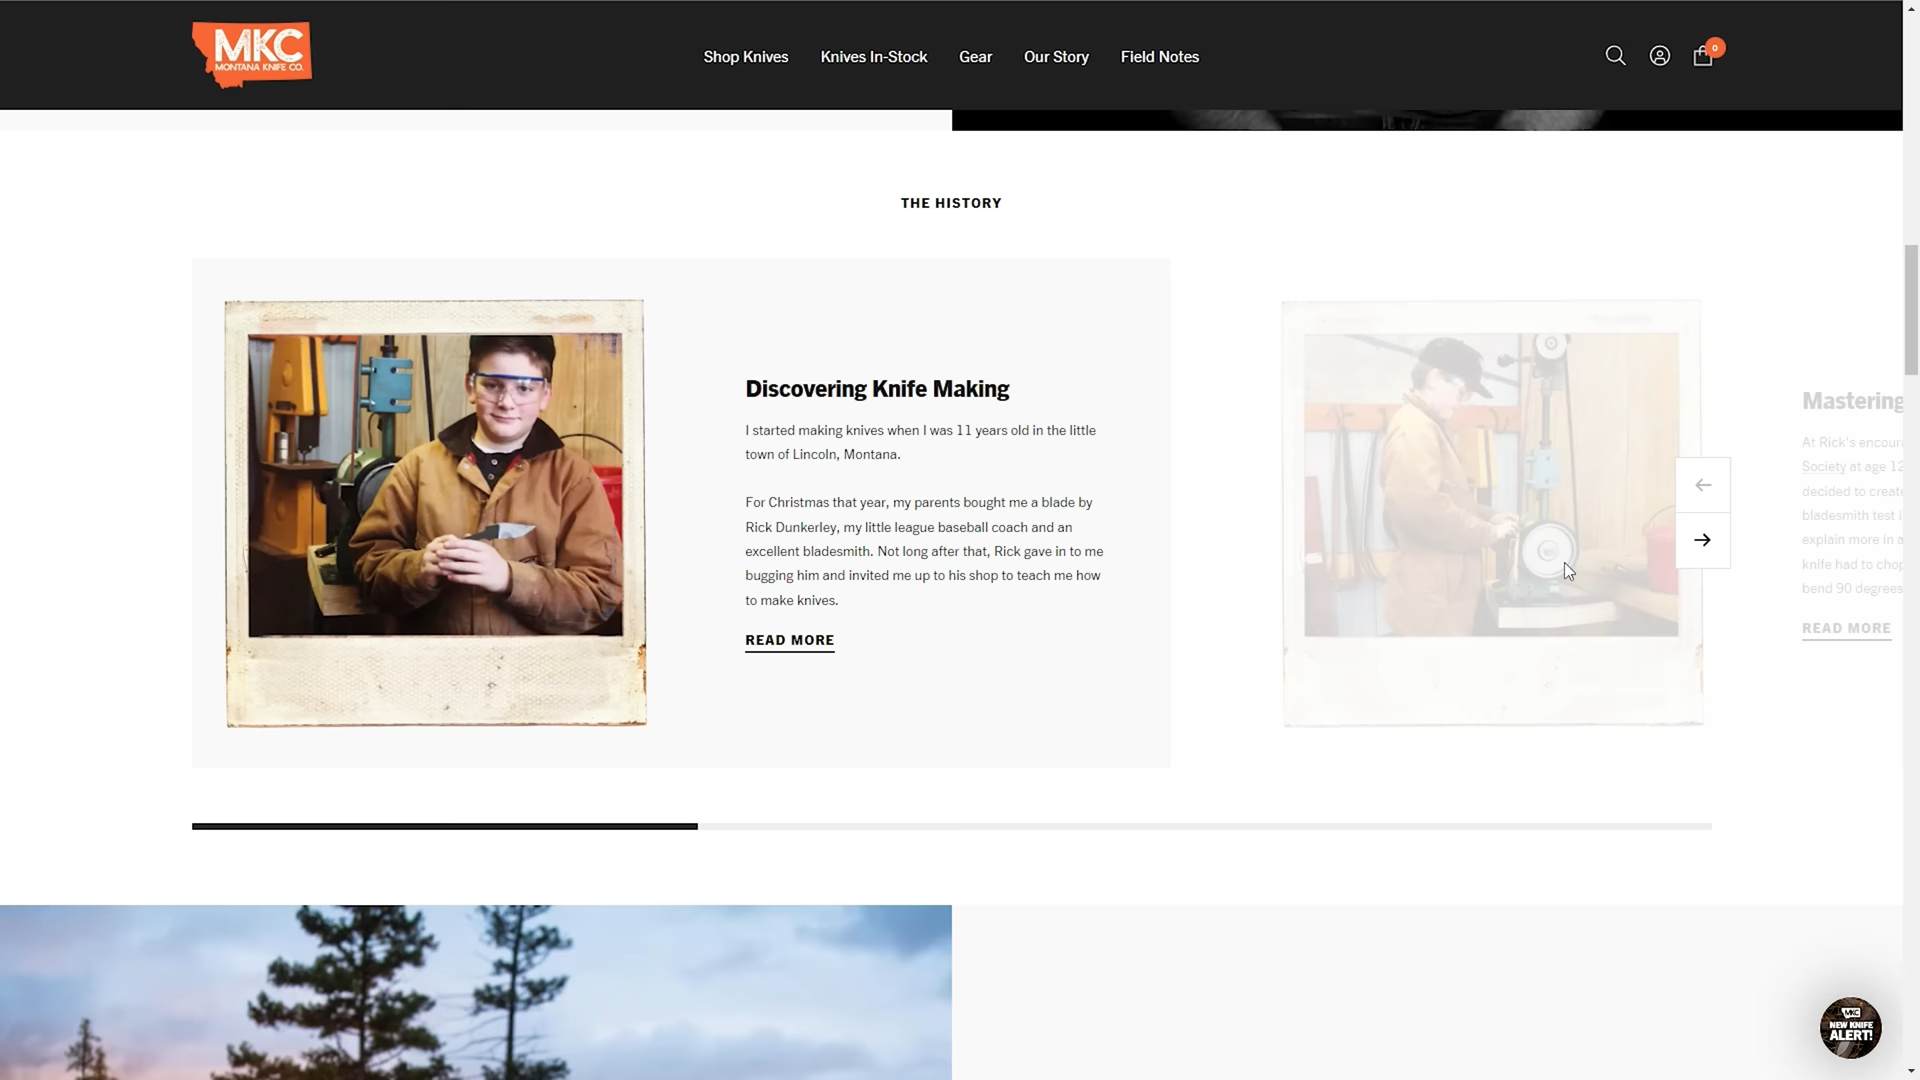 MKC
MONTANA KNIFE CO.
Shop Knives
Knives In-Stock
Gear
Our Story
Field Notes
0
THE HISTORY
Discovering Knife Making
I started making knives when I was 11 years old in the little
town of Lincoln, Montana.
For Christmas that year, my parents bought me a blade by
Rick Dunkerley, my little league baseball coach and an
excellent bladesmith. Not long after that, Rick gave in to me
bugging him and invited me up to his shop to teach me how
to make knives.
READ MORE
Mastering
At Rick's encour
Society at age 12
decided to create
bladesmith test i
explain more in a
knife had to chop
bend 90 degrees
READ MORE
MKC
NEW KNIFE
ALERT!